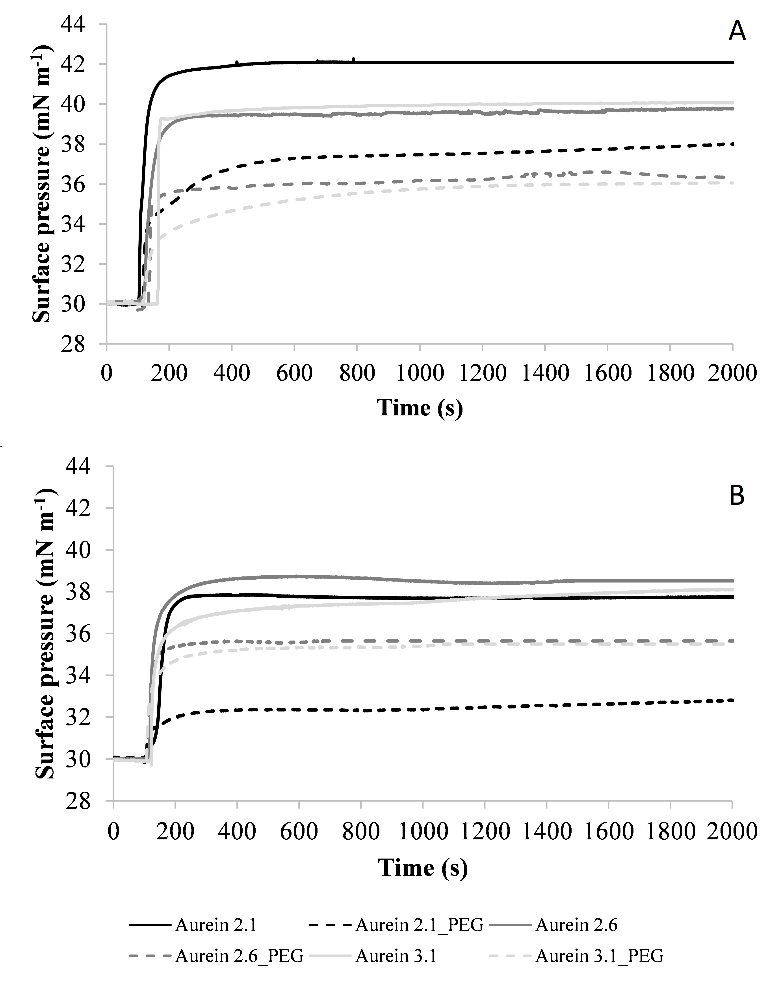 A
Surface pressure (mN m-1)
44
42
40
38
36
34
32
30
28
0 200 400 600 800 1000 1200 1400 1600 1800 2000
Time (s)
B
Surface pressure (mN m-1)
44
42
40
38
36
34
32
30
28
0 200 400 600 800 1000 1200 1400 1600 1800 2000
Time (s)
Aurein 2.1 Aurein 2.1_PEG Aurein 2.6
Aurein 2.6_PEG Aurein 3.1 Aurein 3.1_PEG